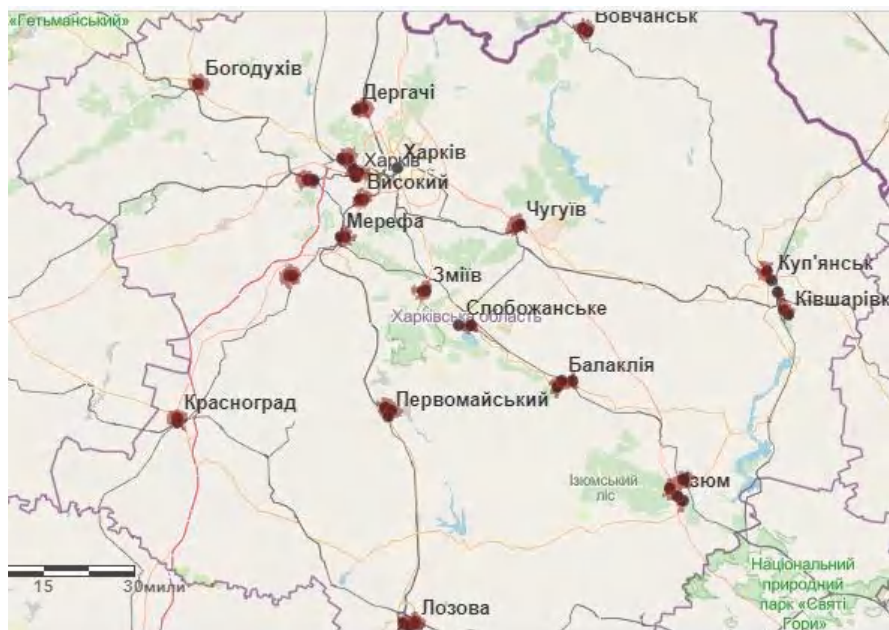 «Гетьманський»
Вовчанськ
Богодухів
Дергачі
Харків
Харків
Високий
Мерефа
Чугуїв
Куп'янськ
Зміїв
Ківшарівк
Слобожанське
Харківська область
Балаклія
Красноград
Первомайський
Ізюмський
ліс
Ізюм
Національний
природний
парк «Святі
Гори»
15 30мили
Лозова